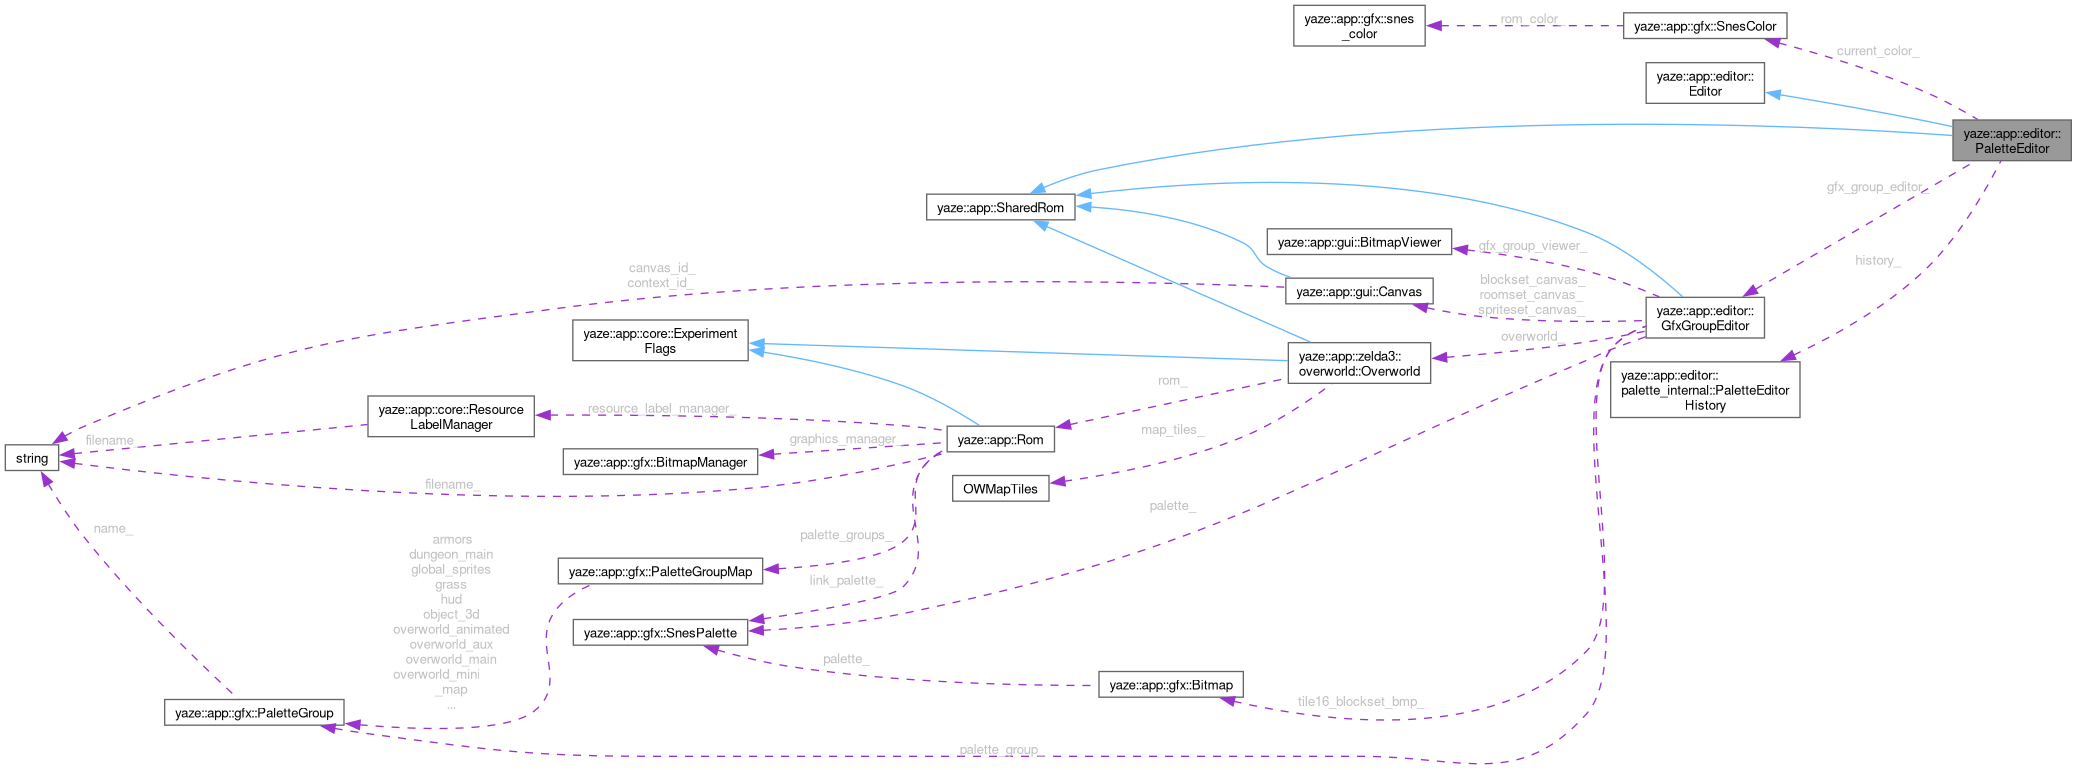 yaze::app::gfx::snes
_color
rom_color_
yaze::app::gfx::SnesColor
current_color_
yaze::app::editor::
Editor
yaze::app::editor::
PaletteEditor
gfx_group_editor_
yaze::app::SharedRom
yaze::app::gui::BitmapViewer
gfx_group_viewer_
history_
canvas_id_
context_id_
yaze::app::gui::Canvas
blockset_canvas_
roomset_canvas_
spriteset_canvas_
yaze::app::editor::
GfxGroupEditor
yaze::app::core::Experiment
Flags
overworld_
yaze::app::zelda3::
overworld::Overworld
yaze::app::editor::
palette_internal::PaletteEditor
History
rom_
yaze::app::core::Resource
LabelManager
resource_label_manager_
map_tiles_
filename_
string
yaze::app::Rom
graphics_manager_
yaze::app::gfx::BitmapManager
filename_
OWMapTiles
palette_
name_
palette_groups_
armors
dungeon_main
global_sprites
grass
hud
object_3d
overworld_animated
overworld_aux
overworld_main
overworld_mini
_map
...
yaze::app::gfx::PaletteGroupMap
link_palette_
yaze::app::gfx::SnesPalette
palette_
yaze::app::gfx::Bitmap
tile16_blockset_bmp_
yaze::app::gfx::PaletteGroup
palette_group_